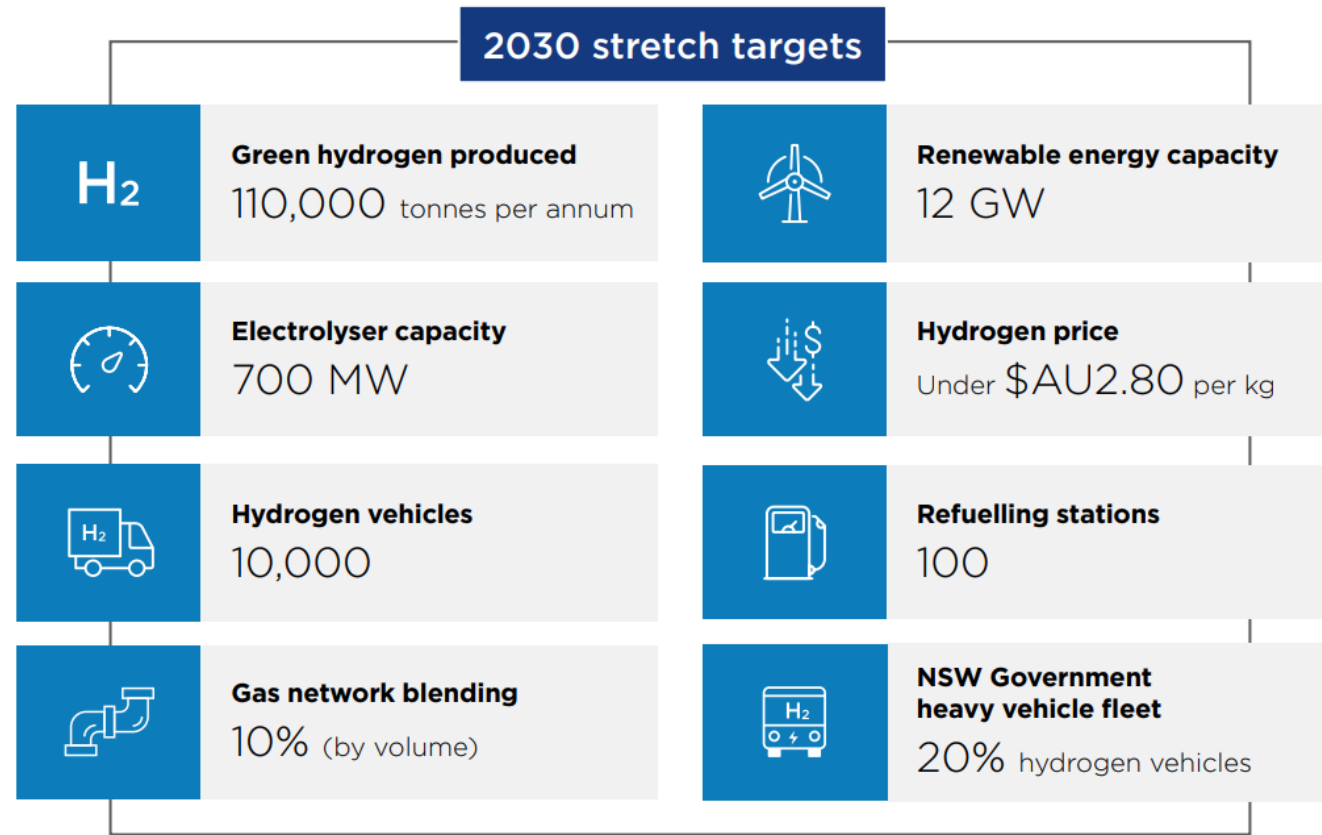 2030 stretch targets
H₂
Green hydrogen produced
110,000 tonnes per annum
Renewable energy capacity
12 GW
Electrolyser capacity
700 MW
$
Hydrogen price
Under $AU2.80 per kg
H₂
Hydrogen vehicles
10,000
Refuelling stations
100
Gas network blending
10% (by volume)
H₂
NSW Government
heavy vehicle fleet
20% hydrogen vehicles